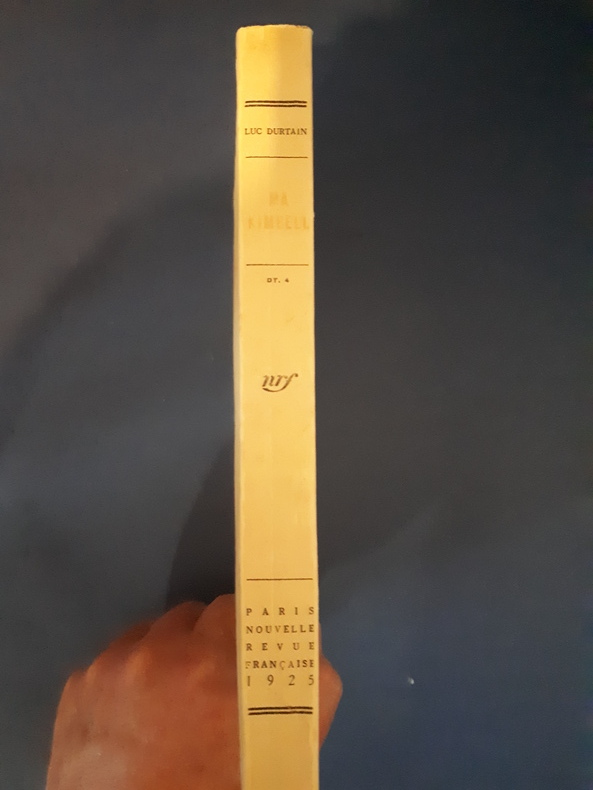 LUC DURTAIN
MA
KIMBELL
DT. 4
nrf
PARIS
NOUVELLE
REVUE
FRANÇAISE
1925